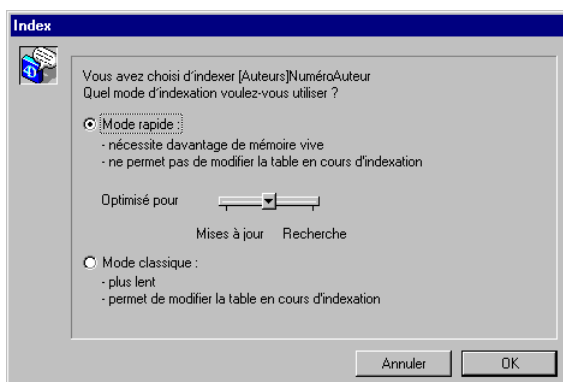 Index
Vous avez choisi d'indexer [Auteurs]NuméroAuteur
Quel mode d'indexation voulez-vous utiliser ?
Mode rapide :
- nécessite davantage de mémoire vive
- ne permet pas de modifier la table en cours d'indexation
Optimisé pour
Mises à jour Recherche
Mode classique :
- plus lent
- permet de modifier la table en cours d'indexation
Annuler OK